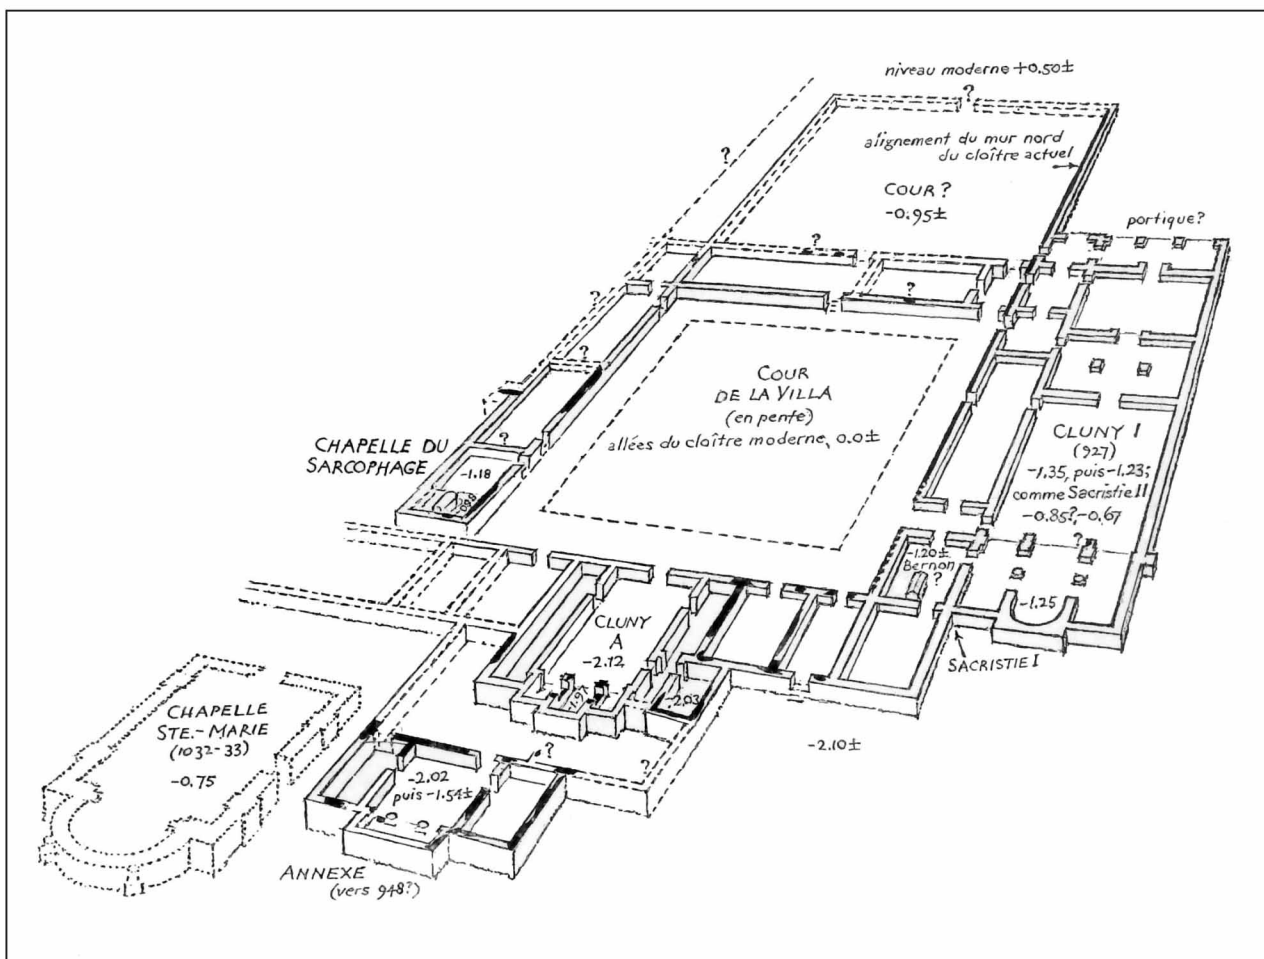 niveau moderne +0.50±
?
?
alignement du mur nord
du cloître actuel
COUR ?
-0.95±
portique?
?
?
?
?
COUR
DE LA VILLA
(en pente)
allées du cloître moderne, 0.0±
CHAPELLE DU
SARCOPHAGE
?
-1.18
CLUNY I
(927)
-1.35, puis -1.23;
comme Sacristie II
-0.85?,-0.67
?
-1.20±
Bernon
?
-1.25
SACRISTIE I
CLUNY
A
-2.12
-2.03
-2.10±
CHAPELLE
STE.-MARIE
(1032-33)
-0.75
?
?
-2.02
puis -1.54±
ANNEXE
(vers 948?)